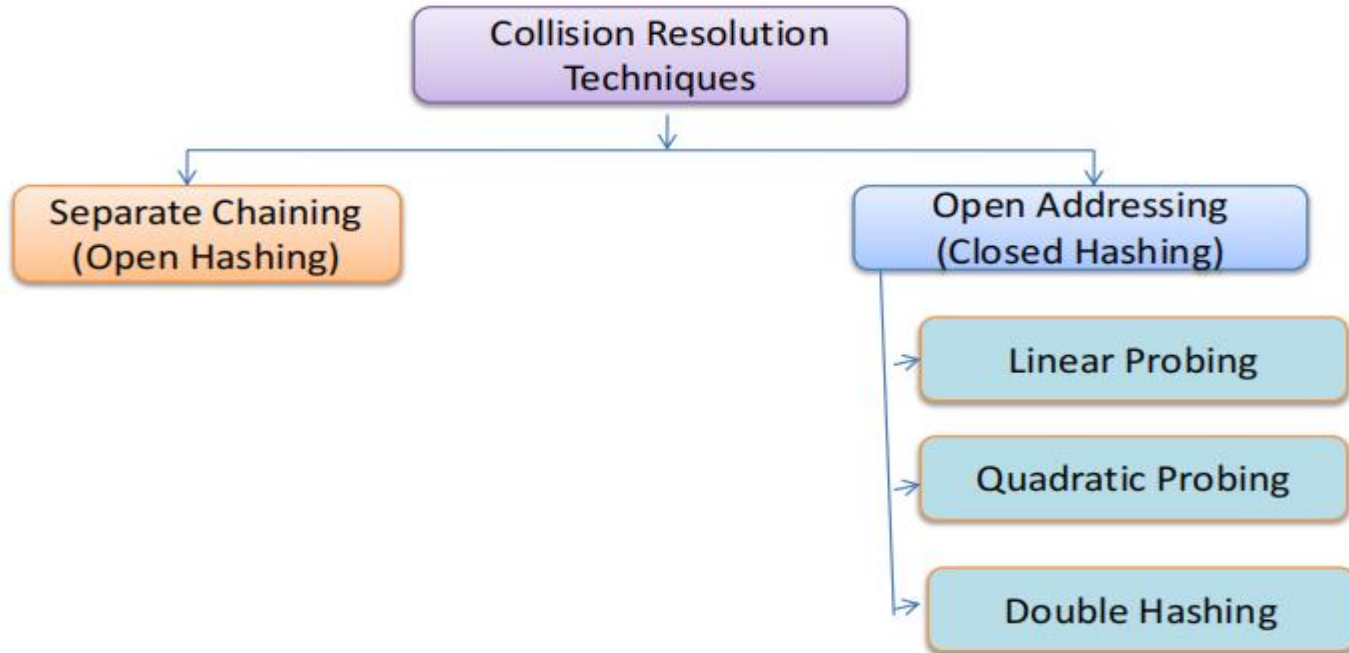 Collision Resolution
Techniques
Separate Chaining
(Open Hashing)
Open Addressing
(Closed Hashing)
Linear Probing
Quadratic Probing
Double Hashing